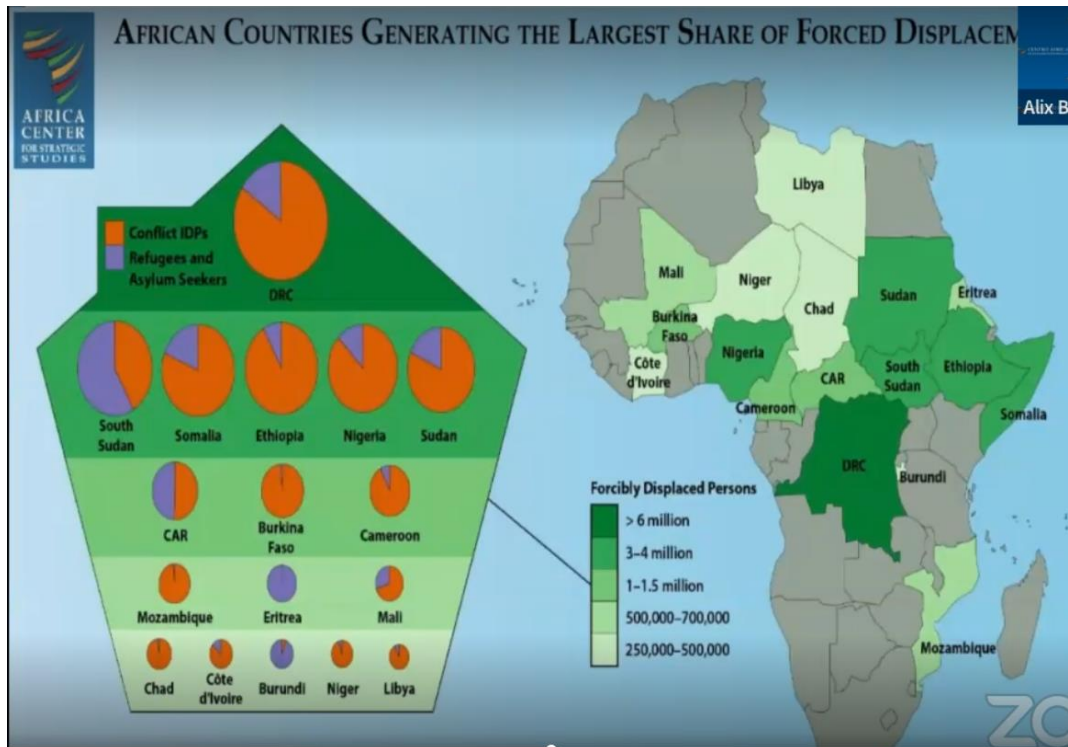 AFRICAN COUNTRIES GENERATING THE LARGEST SHARE OF FORCED DISPLACEM
AFRICA
CENTER
FOR STRATEGIC
STUDIES
Alix B
Conflict IDPs
Refugees and
Asylum Seekers
DRC
South
Sudan
Somalia
Ethiopia
Nigeria
Sudan
CAR
Burkina
Faso
Cameroon
Mozambique
Eritrea
Mali
Chad
Côte
d'Ivoire
Burundi
Niger
Libya
Libya
Mali
Niger
Chad
Sudan
Eritrea
Burkina
Faso
Nigeria
Côte
d'Ivoire
Cameroon
CAR
South
Sudan
Ethiopia
Somalia
DRC
Burundi
Mozambique
Forcibly Displaced Persons
> 6 million
3–4 million
1–1.5 million
500,000–700,000
250,000–500,000
ZO